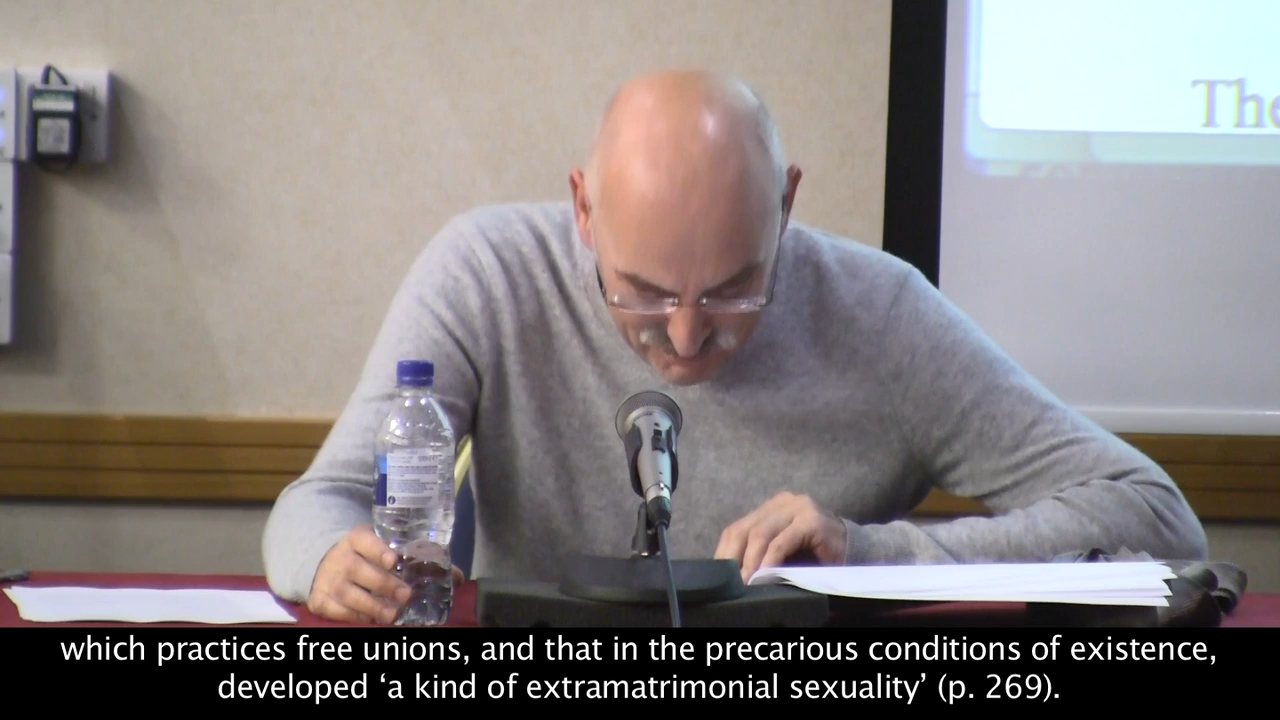 The
which practices free unions, and that in the precarious conditions of existence,
developed ‘a kind of extramatrimonial sexuality’ (p. 269).